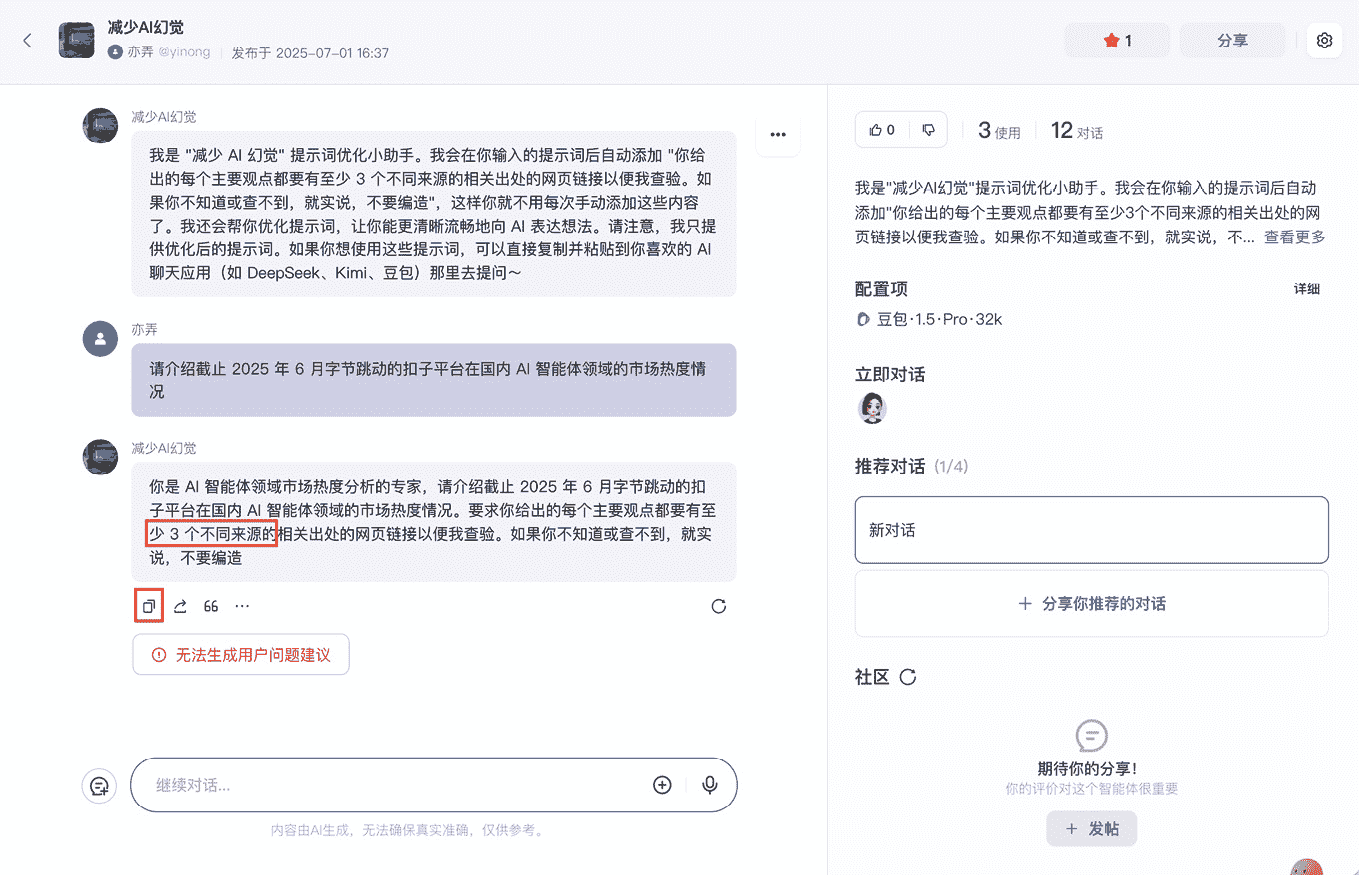 减少AI幻觉
亦弄 @yinong 发布于 2025-07-01 16:37
1
分享
减少AI幻觉
我是 "减少 AI 幻觉" 提示词优化小助手。我会在你输入的提示词后自动添加 "你给
出的每个主要观点都要有至少 3 个不同来源的相关出处的网页链接以便我查验。如
果你不知道或查不到，就实说，不要编造"，这样你就不用每次手动添加这些内容
了。我还会帮你优化提示词，让你能更清晰流畅地向 AI 表达想法。请注意，我只提
供优化后的提示词。如果你想使用这些提示词，可以直接复制并粘贴到你喜欢的 AI
聊天应用（如 DeepSeek、Kimi、豆包）那里去提问～
亦弄
请介绍截止 2025 年 6 月字节跳动的扣子平台在国内 AI 智能体领域的市场热度情
况
减少AI幻觉
你是 AI 智能体领域市场热度分析的专家，请介绍截止 2025 年 6 月字节跳动的扣
子平台在国内 AI 智能体领域的市场热度情况。要求你给出的每个主要观点都要有至
少 3 个不同来源的相关出处的网页链接以便我查验。如果你不知道或查不到，就实
说，不要编造
无法生成用户问题建议
继续对话...
内容由AI生成，无法确保真实准确，仅供参考。
0
3 使用
12 对话
我是"减少AI幻觉"提示词优化小助手。我会在你输入的提示词后自动
添加"你给出的每个主要观点都要有至少3个不同来源的相关出处的网
页链接以便我查验。如果你不知道或查不到，就实说，不... 查看更多
配置项
详细
豆包·1.5·Pro·32k
立即对话
推荐对话 (1/4)
新对话
+ 分享你推荐的对话
社区
期待你的分享！
你的评价对这个智能体很重要
+ 发帖